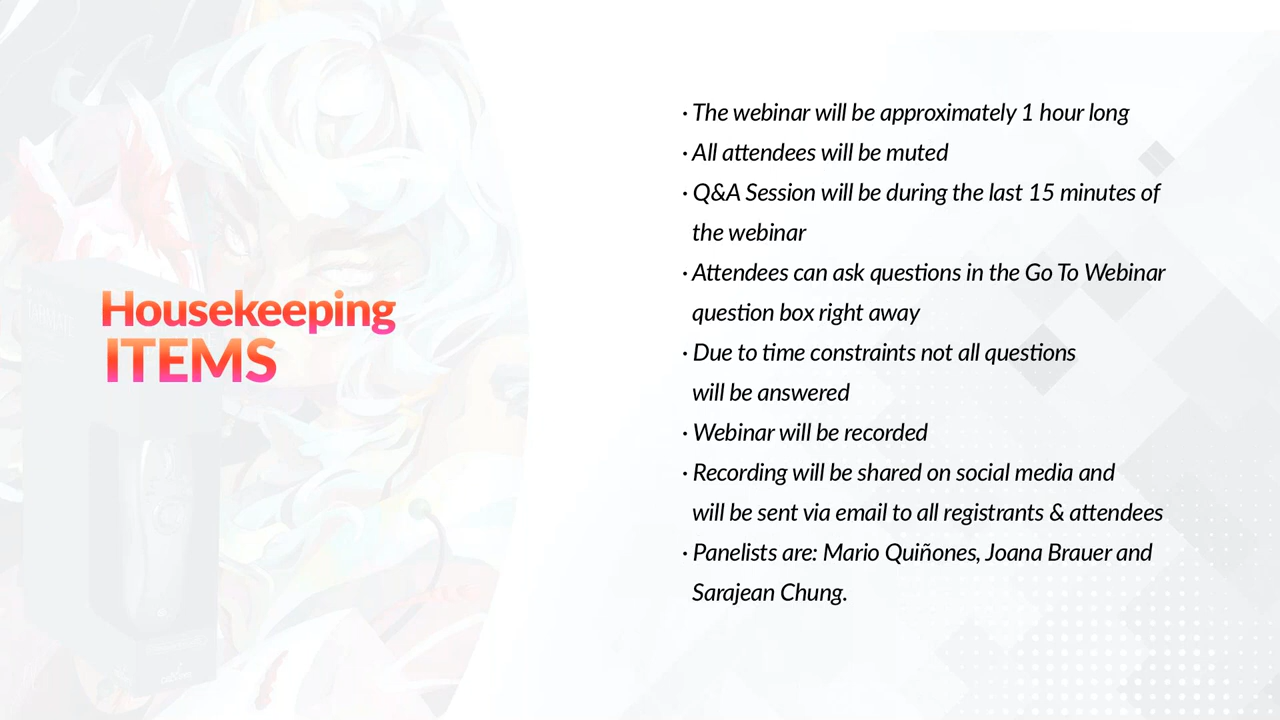 Housekeeping
ITEMS
· The webinar will be approximately 1 hour long
· All attendees will be muted
· Q&A Session will be during the last 15 minutes of
the webinar
· Attendees can ask questions in the Go To Webinar
question box right away
· Due to time constraints not all questions
will be answered
· Webinar will be recorded
· Recording will be shared on social media and
will be sent via email to all registrants & attendees
· Panelists are: Mario Quiñones, Joana Brauer and
Sarajean Chung.